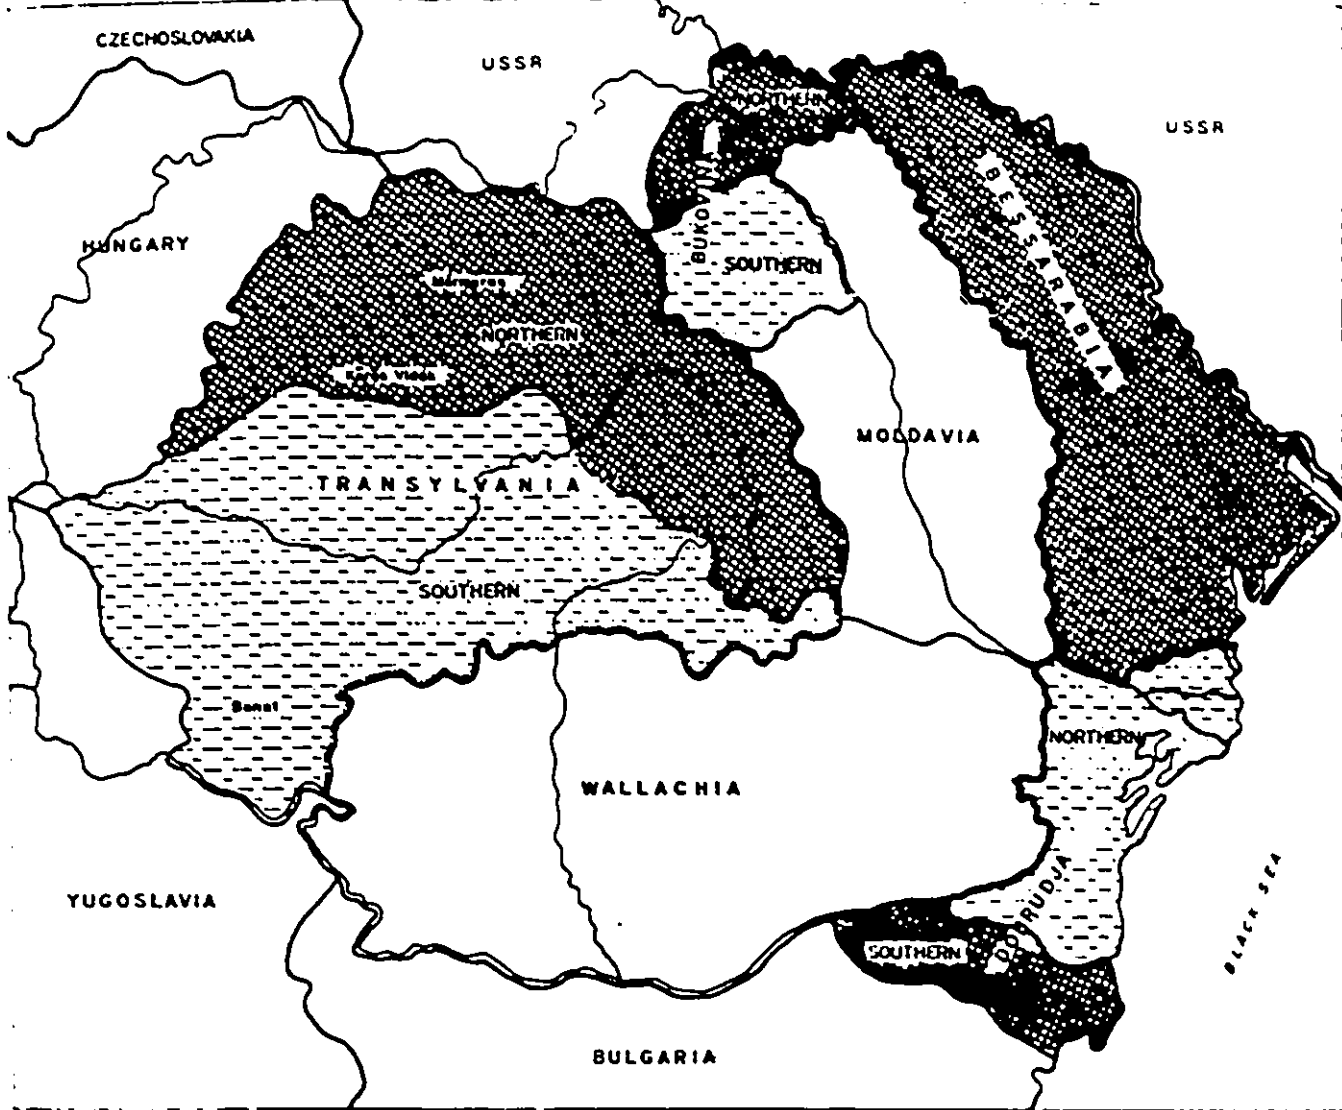 CZECHOSLOVAKIA
USSR
NORTHERN
USSR
BUKOVINA
BESSARABIA
HUNGARY
SOUTHERN
NORTHERN
MOLDAVIA
TRANSYLVANIA
SOUTHERN
Banat
NORTHERN
WALLACHIA
YUGOSLAVIA
DOBRUDJA
BLACK SEA
SOUTHERN
BULGARIA